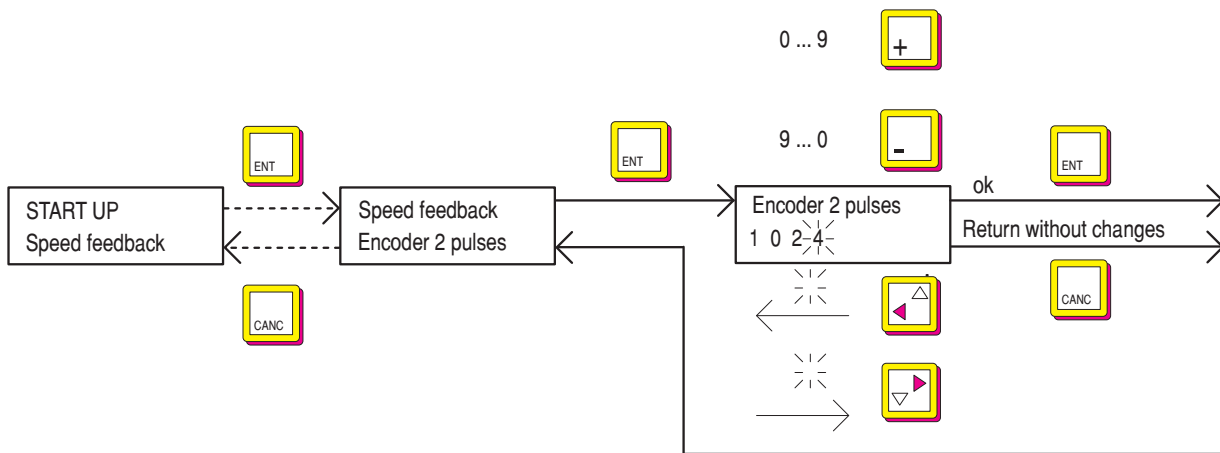 0 ... 9
+
9 ... 0
-
ENT
ENT
ENT
START UP
Speed feedback
Speed feedback
Encoder 2 pulses
Encoder 2 pulses
1 0 2 4
ok
Return without changes
CANC
CANC